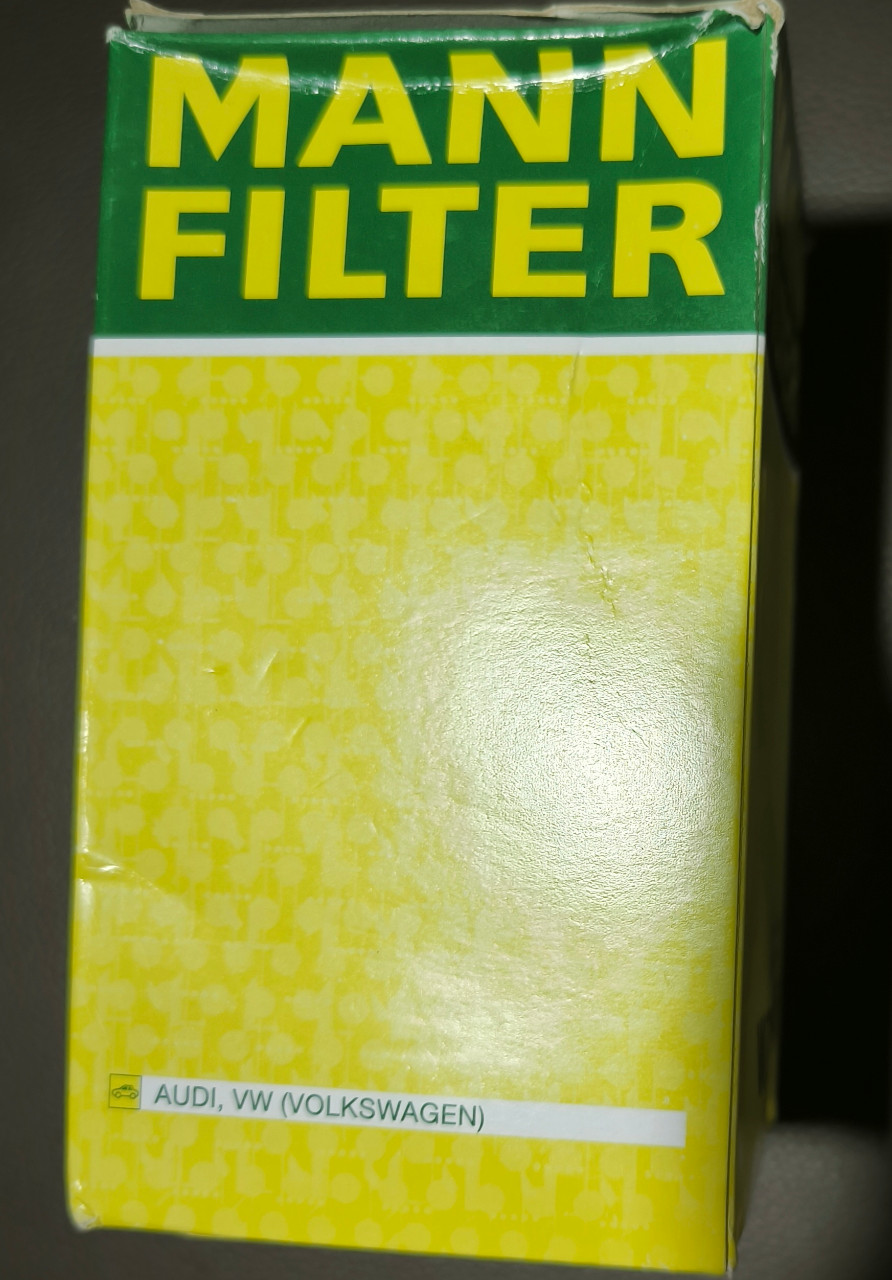 MANN
FILTER
AUDI, VW (VOLKSWAGEN)